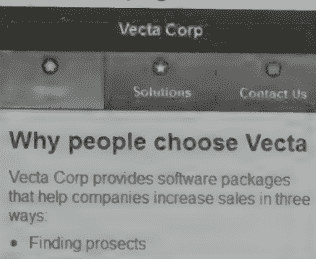 Vecta Corp
Solutions
Contact Us
Why people choose Vecta
Vecta Corp provides software packages
that help companies increase sales in three
ways:
• Finding prosects